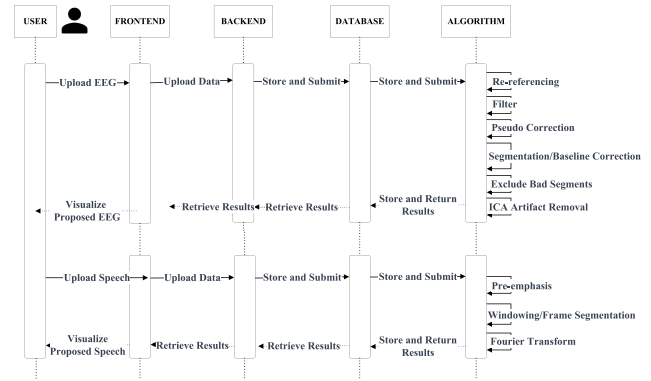 USER
FRONTEND
BACKEND
DATABASE
ALGORITHM
Upload EEG
Upload Data
Store and Submit
Store and Submit
Re-referencing
Filter
Pseudo Correction
Segmentation/Baseline Correction
Exclude Bad Segments
ICA Artifact Removal
Store and Return
Results
Retrieve Results
Retrieve Results
Visualize
Proposed EEG
Upload Speech
Upload Data
Store and Submit
Store and Submit
Pre-emphasis
Windowing/Frame Segmentation
Fourier Transform
Store and Return
Results
Retrieve Results
Retrieve Results
Visualize
Proposed Speech